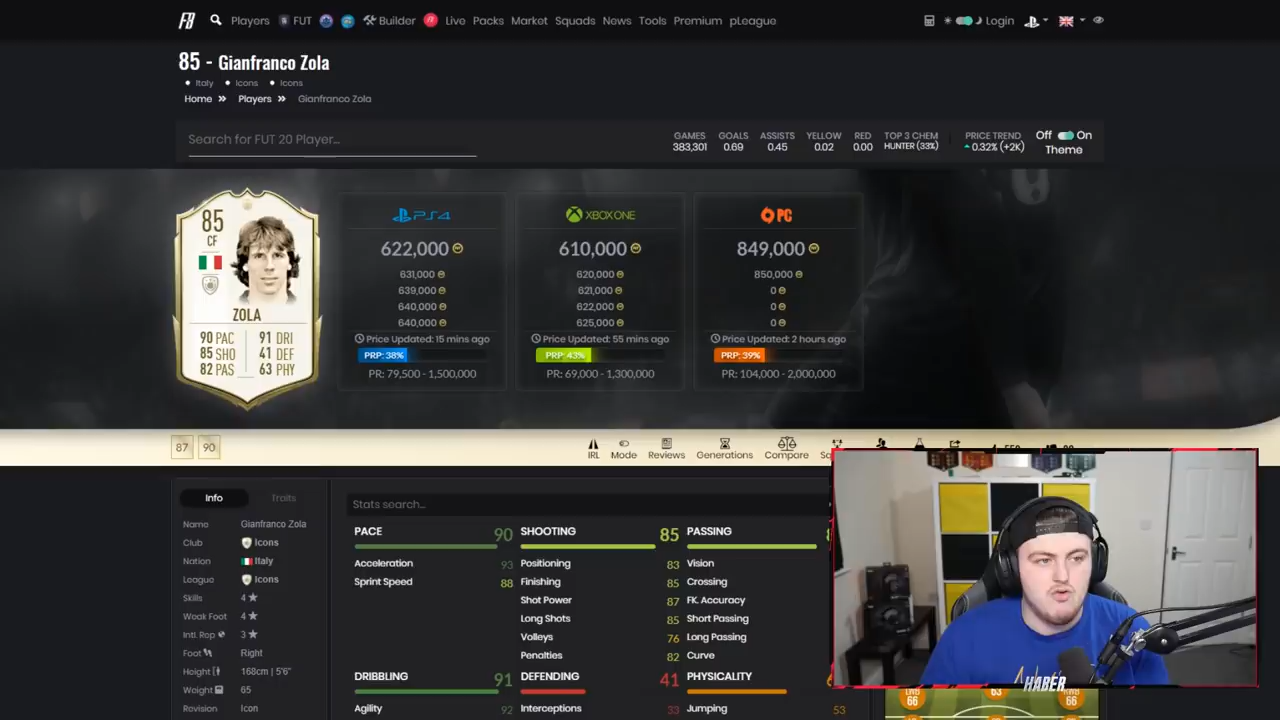 Players FUT Builder Live Packs Market Squads News Tools Premium pLeague Login
85 - Gianfranco Zola
Italy Icons Icons
Home Players Gianfranco Zola
Search for FUT 20 Player...
GAMES GOALS ASSISTS YELLOW RED TOP 3 CHEM PRICE TREND Off On
383,301 0.69 0.45 0.02 0.00 HUNTER (33%) 0.32% (+2K) Theme
85
CF
ZOLA
90 PAC 91 DRI
85 SHO 41 DEF
82 PAS 63 PHY
PS4
622,000
631,000
639,000
640,000
640,000
Price Updated: 15 mins ago
PRP: 38%
PR: 79,500 - 1,500,000
XBOX ONE
610,000
620,000
621,000
622,000
625,000
Price Updated: 55 mins ago
PRP: 43%
PR: 69,000 - 1,300,000
PC
849,000
850,000
0
0
0
Price Updated: 2 hours ago
PRP: 39%
PR: 104,000 - 2,000,000
87 90
IRL Mode Reviews Generations Compare
Info Traits
Name Gianfranco Zola
Club Icons
Nation Italy
League Icons
Skills 4
Weak Foot 4
Intl. Rep 3
Foot Right
Height 168cm | 5'6"
Weight 65
Revision Icon
Stats search...
PACE 90
Acceleration 93
Sprint Speed 88
SHOOTING 85
Positioning 83
Finishing 85
Shot Power 87
Long Shots 85
Volleys 76
Penalties 82
PASSING
Vision
Crossing
FK. Accuracy
Short Passing
Long Passing
Curve
DRIBBLING 91
Agility 92
DEFENDING 41
Interceptions 33
PHYSICALITY
Jumping 53
HABER
LWB 66
63
RWB 66